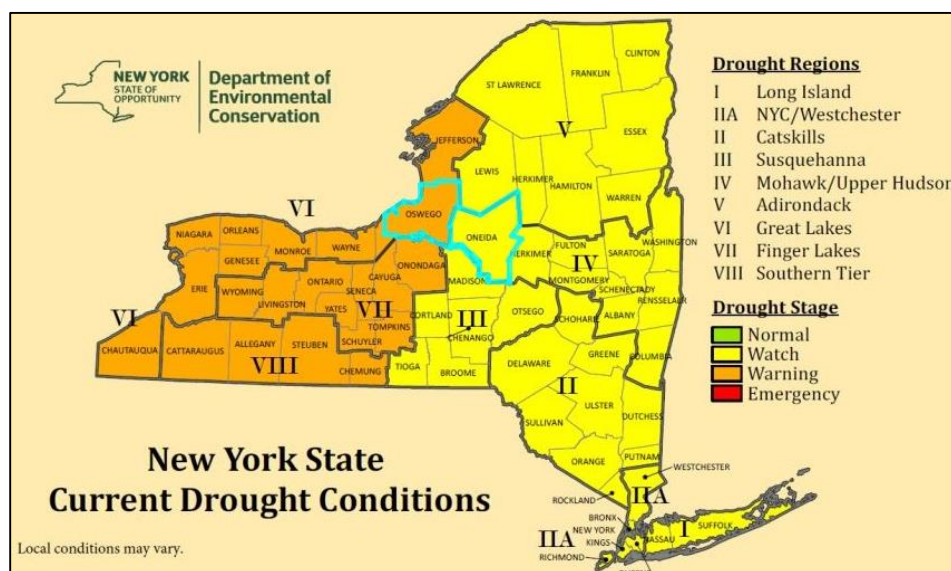 NEW YORK
STATE OF
OPPORTUNITY
Department of
Environmental
Conservation
CLINTON
FRANKLIN
ST LAWRENCE
V
ESSEX
JEFFERSON
LEWIS
HERKIMER
HAMILTON
WARREN
VI
OSWEGO
ONEIDA
HERKIMER
FULTON
IV
SARATOGA
WASHINGTON
NIAGARA
ORLEANS
MONROE
WAYNE
GENESEE
ONTARIO
CAYUGA
ONONDAGA
MADISON
MONTGOMERY
SCHENECTADY
RENSSELAER
ERIE
WYOMING
LIVINGSTON
SENECA
YATES
VII
TOMPKINS
CORTLAND
III
CHENANGO
OTSEGO
SCHOHARIE
ALBANY
VI
CHAUTAUQUA
CATTARAUGUS
ALLEGANY
STEUBEN
SCHUYLER
VIII
CHEMUNG
TIOGA
BROOME
DELAWARE
GREENE
COLUMBIA
II
ULSTER
SULLIVAN
DUTCHESS
ORANGE
PUTNAM
WESTCHESTER
ROCKLAND
IIA
BRONX
NEW YORK
KINGS
RICHMOND
IIA
NASSAU
I
SUFFOLK
Drought Regions
I Long Island
IIA NYC/Westchester
II Catskills
III Susquehanna
IV Mohawk/Upper Hudson
V Adirondack
VI Great Lakes
VII Finger Lakes
VIII Southern Tier
Drought Stage
Normal
Watch
Warning
Emergency
New York State
Current Drought Conditions
Local conditions may vary.